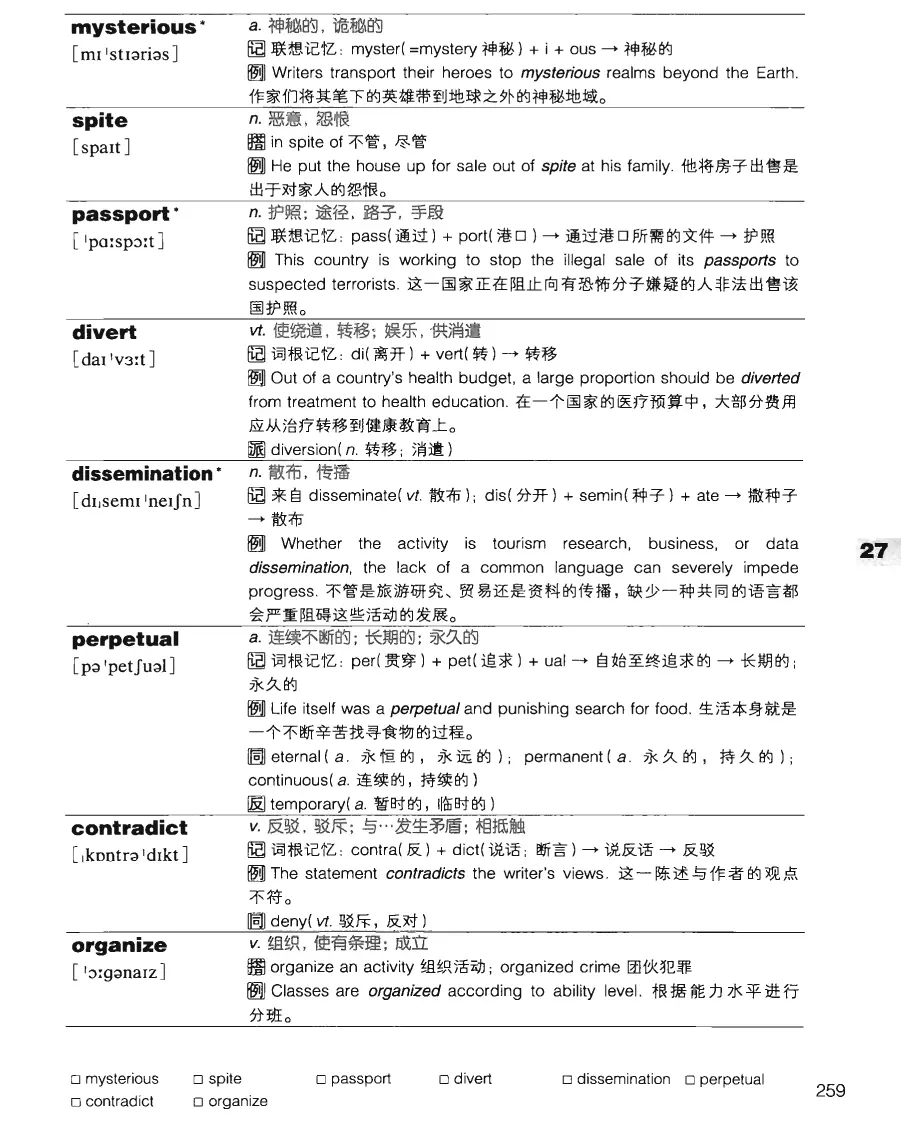 mysterious* a. 神秘的, 诡秘的
[mɪˈstɪəriəs] [记] 联想记忆: myster(=mystery 神秘) + i + ous → 神秘的
[例] Writers transport their heroes to mysterious realms beyond the Earth.
作家们将其笔下的英雄带到地球之外的神秘地域。
spite n. 恶意, 怨恨
[spaɪt] [搭] in spite of 不管, 尽管
[例] He put the house up for sale out of spite at his family. 他将房子出售是
出于对家人的怨恨。
passport* n. 护照; 途径, 路子, 手段
[ˈpɑːspɔːt] [记] 联想记忆: pass(通过) + port(港口) → 通过港口所需的文件 → 护照
[例] This country is working to stop the illegal sale of its passports to
suspected terrorists. 这一国家正在阻止向有恐怖分子嫌疑的人非法出售该
国护照。
divert vt. 使绕道, 转移; 娱乐, 供消遣
[daɪˈvɜːt] [记] 词根记忆: di(离开) + vert(转) → 转移
[例] Out of a country's health budget, a large proportion should be diverted
from treatment to health education. 在一个国家的医疗预算中, 大部分费用
应从治疗转移到健康教育上。
[派] diversion(n. 转移; 消遣)
dissemination* n. 散布, 传播
[dɪˌsemɪˈneɪʃn] [记] 来自 disseminate(vt. 散布); dis(分开) + semin(种子) + ate → 撒种子
→ 散布
[例] Whether the activity is tourism research, business, or data
dissemination, the lack of a common language can severely impede
progress. 不管是旅游研究、贸易还是资料的传播, 缺少一种共同的语言都
会严重阻碍这些活动的发展。
27
perpetual a. 连续不断的; 长期的; 永久的
[pəˈpetʃuəl] [记] 词根记忆: per(贯穿) + pet(追求) + ual → 自始至终追求的 → 长期的;
永久的
[例] Life itself was a perpetual and punishing search for food. 生活本身就是
一个不断辛苦找寻食物的过程。
[同] eternal(a. 永恒的, 永远的); permanent(a. 永久的, 持久的);
continuous(a. 连续的, 持续的)
[反] temporary(a. 暂时的, 临时的)
contradict v. 反驳, 驳斥; 与…发生矛盾; 相抵触
[ˌkɒntrəˈdɪkt] [记] 词根记忆: contra(反) + dict(说话; 断言) → 说反话 → 反驳
[例] The statement contradicts the writer's views. 这一陈述与作者的观点
不符。
[同] deny(vt. 驳斥, 反对)
organize v. 组织, 使有条理; 成立
[ˈɔːɡənaɪz] [搭] organize an activity 组织活动; organized crime 团伙犯罪
[例] Classes are organized according to ability level. 根据能力水平进行
分班。
□ mysterious □ spite □ passport □ divert □ dissemination □ perpetual
□ contradict □ organize
259